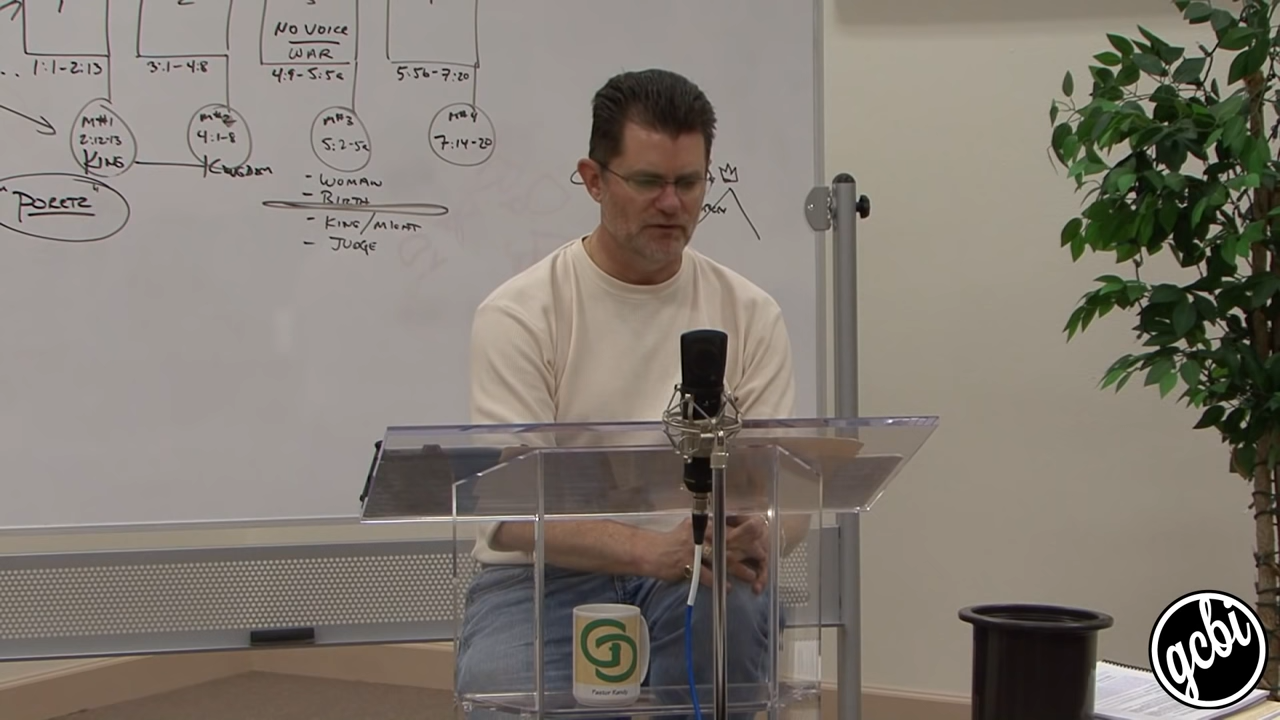 NO VOICE
WAR
1:1-2:13
3:1-4:8
4:9-5:5a
5:5b-7:20
M#1
2:12-13
KING
M#2
4:1-8
KINGDOM
M#3
5:2-5a
M#4
7:14-20
- WOMAN
- BIRTH
- KING/MIGHT
- JUDGE
Pastor Randy
gcbi